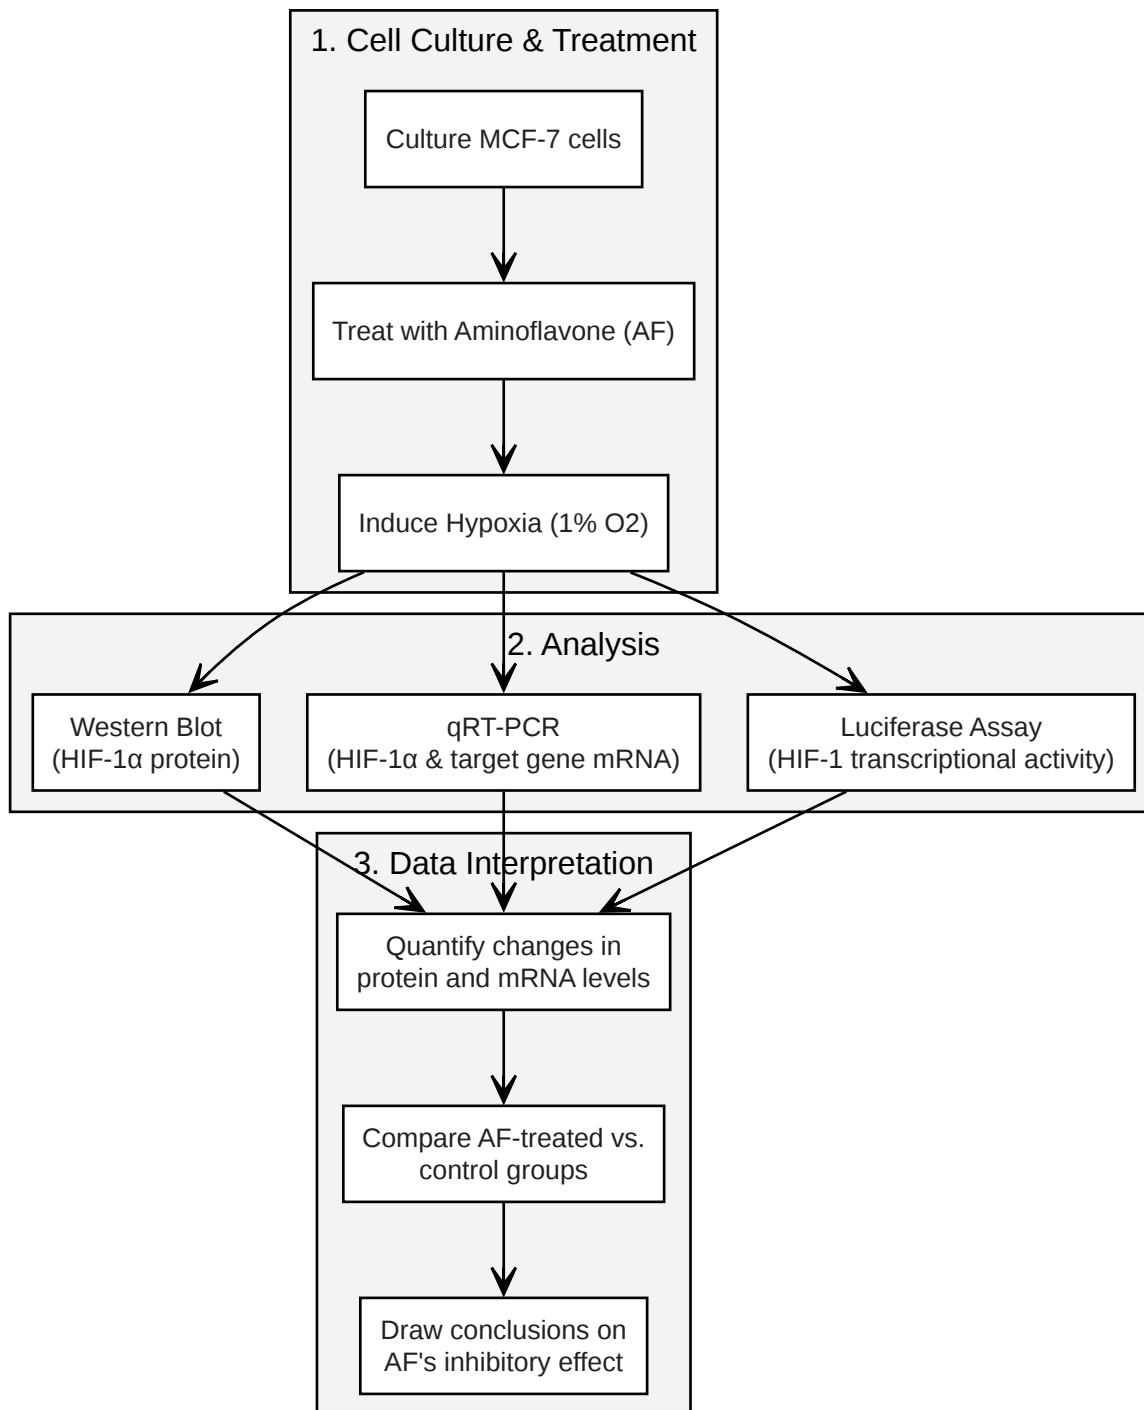 1. Cell Culture & Treatment
Culture MCF-7 cells
Treat with Aminoflavone (AF)
Induce Hypoxia (1% O2)
2. Analysis
Western Blot
(HIF-1α protein)
qRT-PCR
(HIF-1α & target gene mRNA)
Luciferase Assay
(HIF-1 transcriptional activity)
3. Data Interpretation
Quantify changes in
protein and mRNA levels
Compare AF-treated vs.
control groups
Draw conclusions on
AF's inhibitory effect